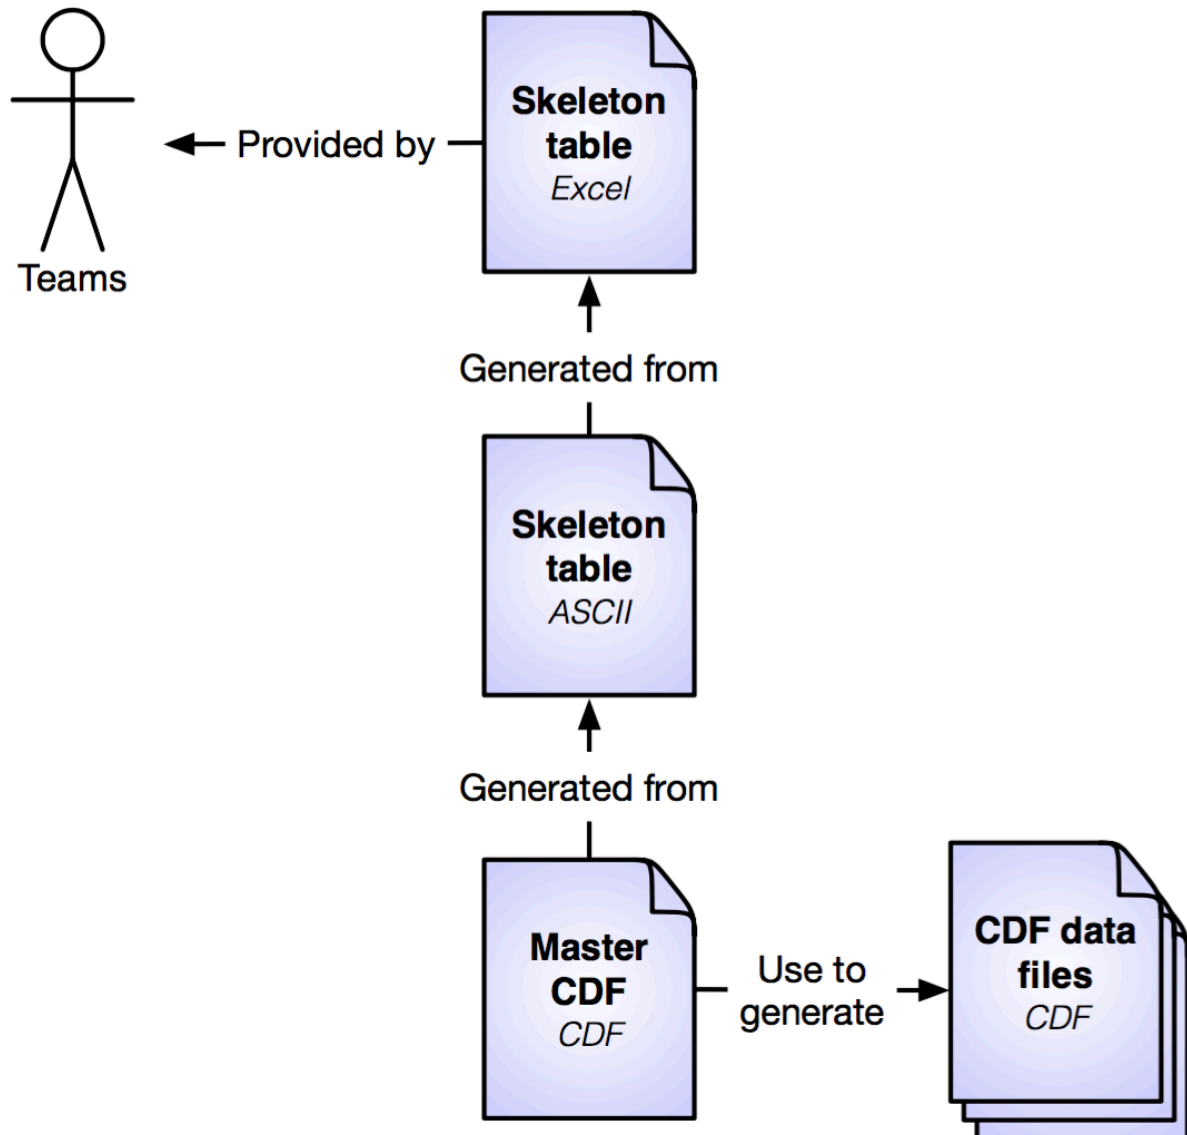 Skeleton
table
Excel
Provided by
Teams
Generated from
Skeleton
table
ASCII
Generated from
Master
CDF
CDF
Use to
generate
CDF data
files
CDF